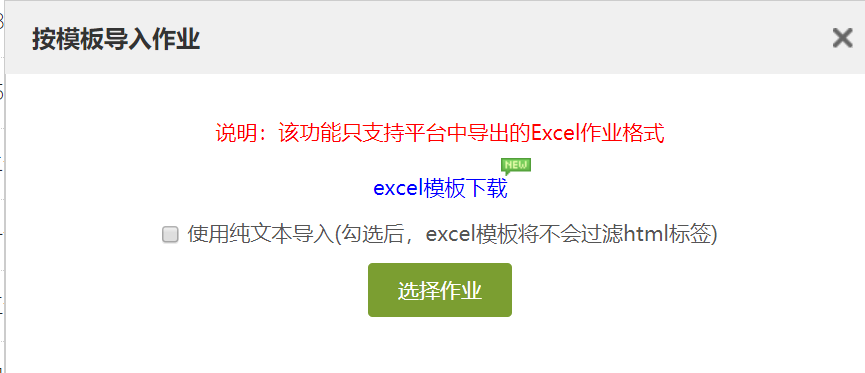 按模板导入作业
说明：该功能只支持平台中导出的Excel作业格式
NEW
excel模板下载
使用纯文本导入(勾选后，excel模板将不会过滤html标签)
选择作业